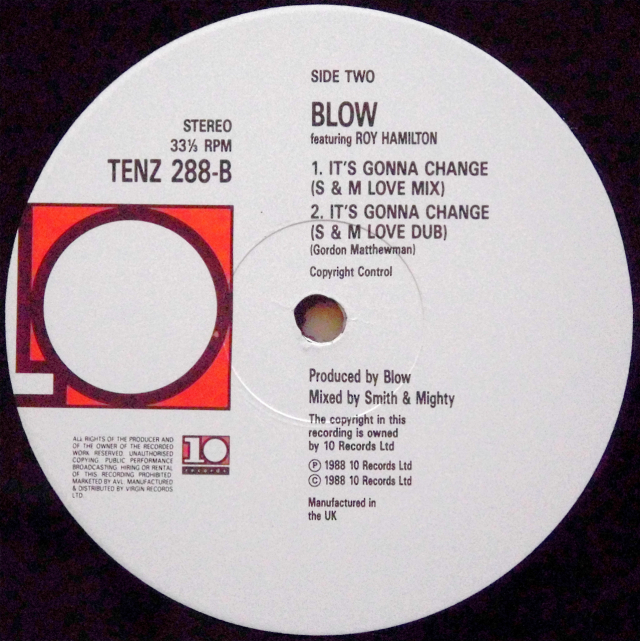 SIDE TWO
BLOW
featuring ROY HAMILTON
1. IT'S GONNA CHANGE
(S & M LOVE MIX)
2. IT'S GONNA CHANGE
(S & M LOVE DUB)
(Gordon Matthewman)
Copyright Control
STEREO
33⅓ RPM
TENZ 288-B
10
Produced by Blow
Mixed by Smith & Mighty
The copyright in this
recording is owned
by 10 Records Ltd
Ⓟ 1988 10 Records Ltd
© 1988 10 Records Ltd
Manufactured in
the UK
ALL RIGHTS OF THE PRODUCER AND
OF THE OWNER OF THE RECORDED
WORK RESERVED. UNAUTHORISED
COPYING, PUBLIC PERFORMANCE
BROADCASTING, HIRING OR RENTAL
OF THIS RECORDING PROHIBITED.
MARKETED BY AVL. MANUFACTURED
& DISTRIBUTED BY VIRGIN RECORDS
LTD.
10
records